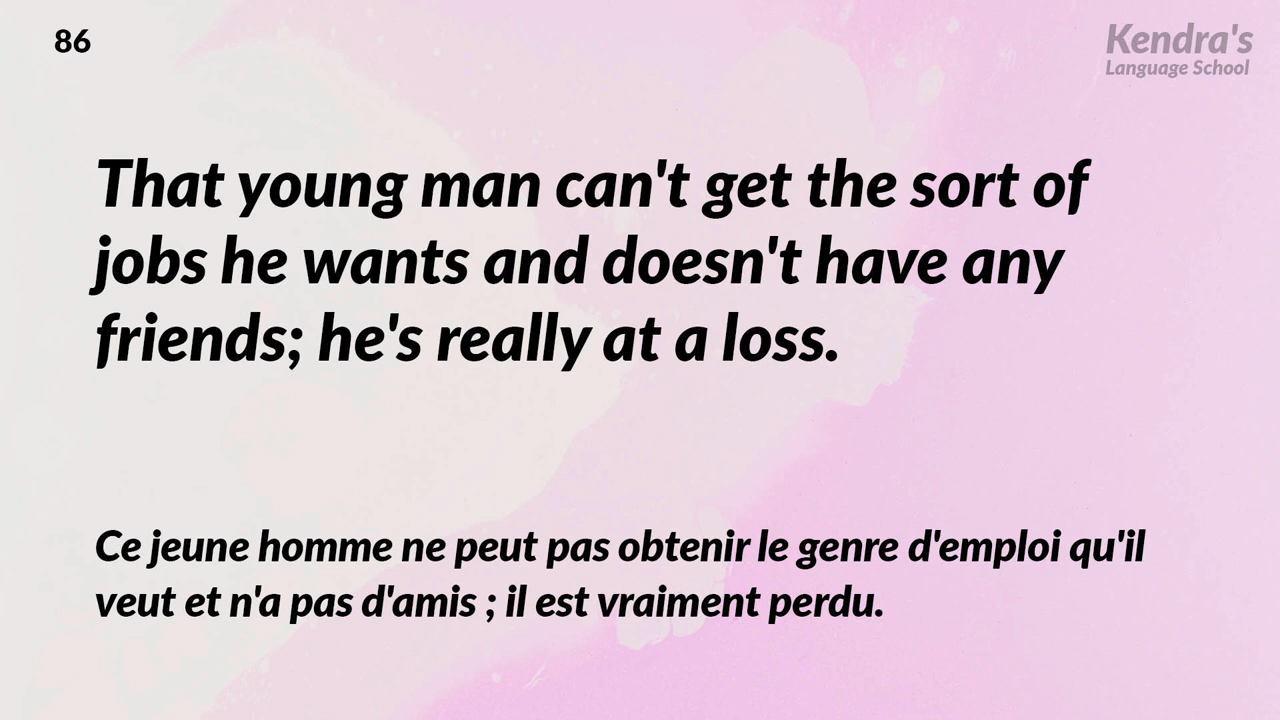 86
Kendra's
Language School
That young man can't get the sort of
jobs he wants and doesn't have any
friends; he's really at a loss.
Ce jeune homme ne peut pas obtenir le genre d'emploi qu'il
veut et n'a pas d'amis ; il est vraiment perdu.